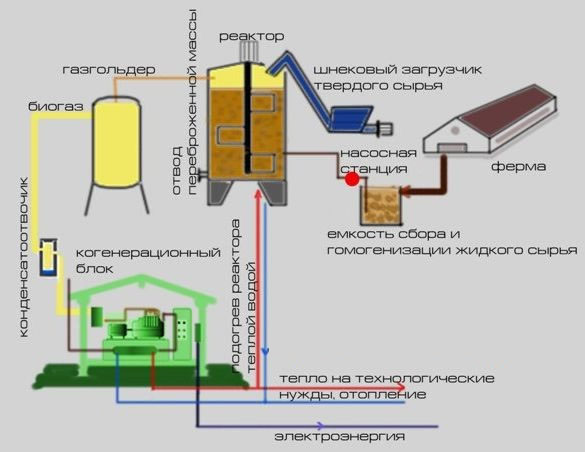 реактор
газгольдер
биогаз
отвод
переброженной массы
шнековый загрузчик
твердого сырья
насосная
станция
ферма
емкость сбора и
гомогенизации жидкого сырья
конденсатоотвочик
когенерационный
блок
подогрев реактора
теплой водой
тепло на технологические
нужды, отопление
электроэнергия